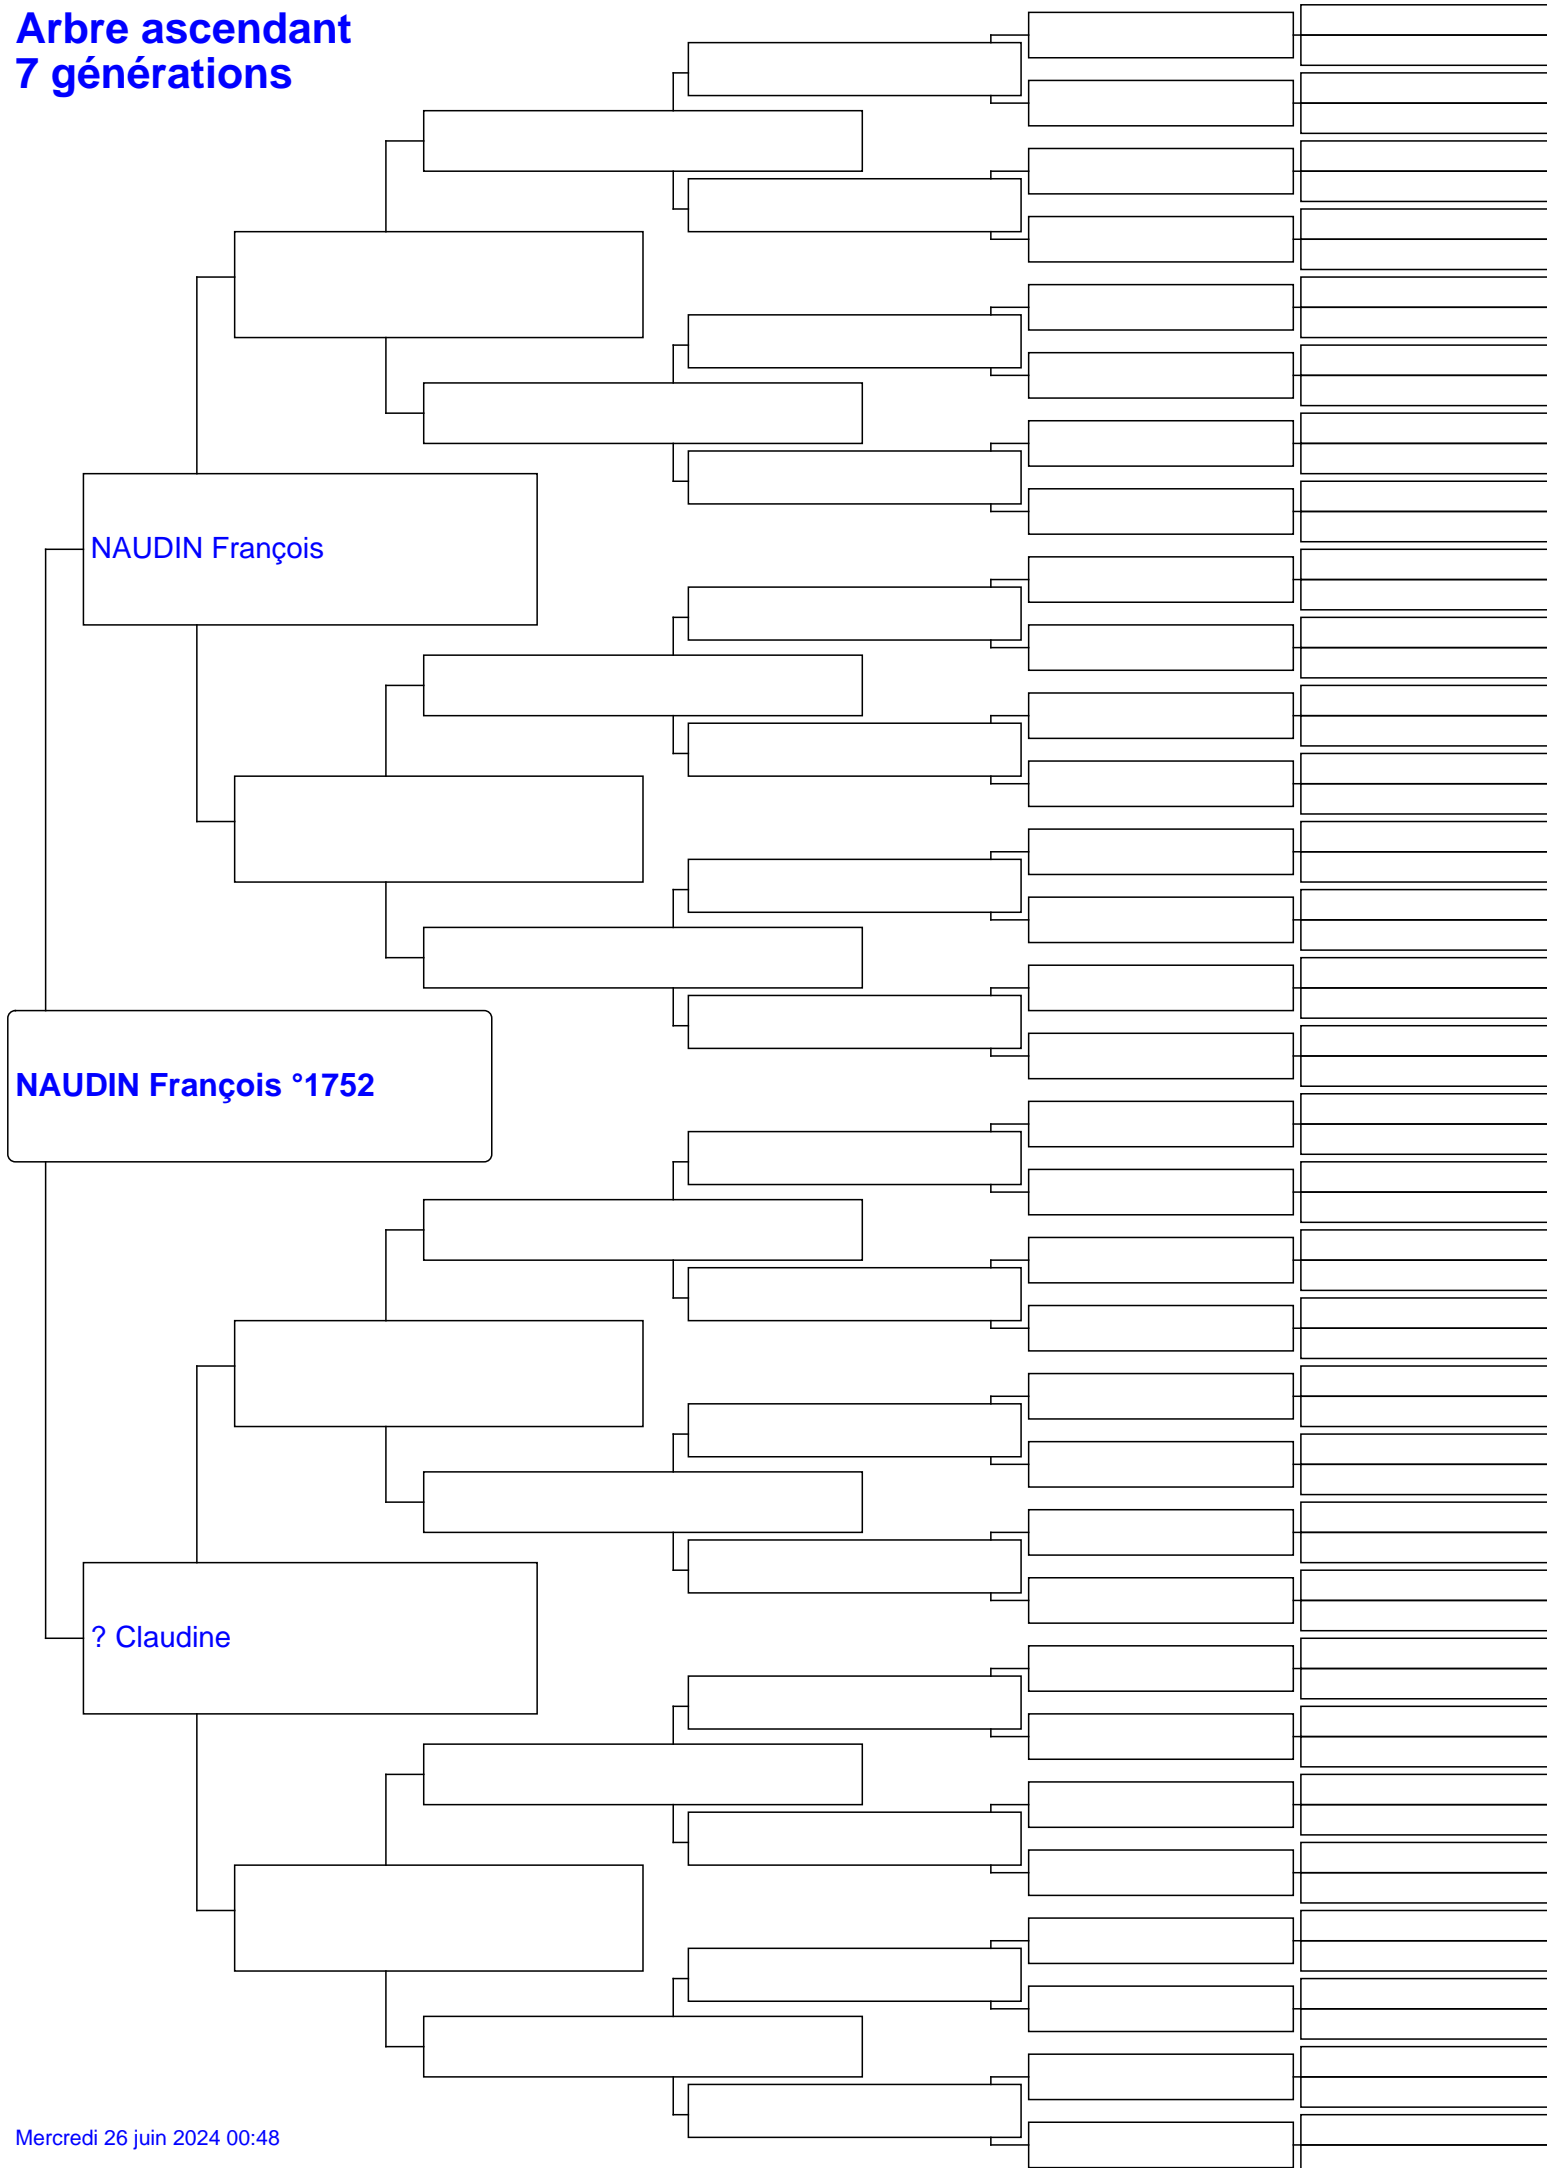 Arbre ascendant
7 générations
NAUDIN François
NAUDIN François °1752
? Claudine
Mercredi 26 juin 2024 00:48